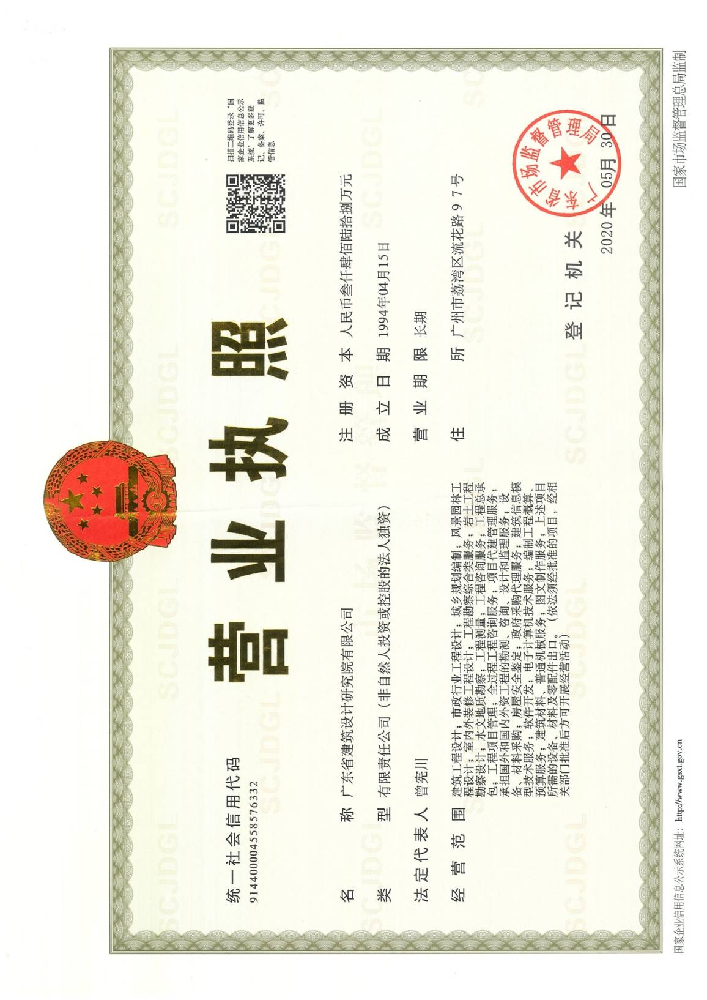 营业执照
统一社会信用代码
914400004558576332
扫描二维码登录‘国
家企业信用信息公示
系统’了解更多登
记、备案、许可、监
管信息
名称 广东省建筑设计研究院有限公司
类型 有限责任公司（非自然人投资或控股的法人独资）
法定代表人 曾宪川
经营范围 建筑工程设计；市政行业工程设计；城乡规划编制；风景园林工
程设计；室内外装修工程设计；工程勘察综合类服务；岩土工程
勘察设计；水文地质勘察；工程测量；工程咨询服务；工程总承
包；工程项目管理；全过程工程咨询服务；项目代建管理服务；
承担国外和国内外资工程的勘测、咨询、设计和监理服务；设
备、材料采购；房屋安全鉴定；政府采购代理服务；建筑信息模
型技术服务；软件开发；电子计算机技术服务；编制工程概算、
预算服务；建筑材料、普通机械服务；图文制作服务；上述项目
所需的设备、材料及零配件出口。（依法须经批准的项目，经相
关部门批准后方可开展经营活动）
注册资本 人民币叁仟肆佰陆拾捌万元
成立日期 1994年04月15日
营业期限 长期
住所 广州市荔湾区流花路97号
登记机关
广东省市场监督管理局
2020年 05月 30日
国家企业信用信息公示系统网址：http://www.gsxt.gov.cn
国家市场监督管理总局监制
SCJDGL